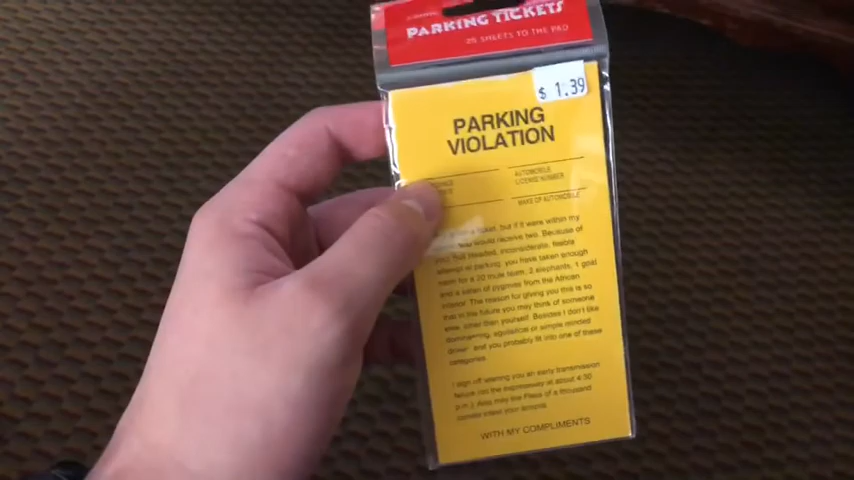 PARKING TICKETS
25 SHEETS TO THE PAD
$ 1.39
PARKING
VIOLATION
AUTOMOBILE
LICENSE NUMBER
MAKE OF AUTOMOBILE
a ticket, but if it were within my
you would receive two. Because of
your Bull Headed, inconsiderate, feeble
attempt at parking, you have taken enough
room for a 20 mule team, 2 elephants, 1 goat
and a safari of pygmies from the African
interior. The reason for giving you this is so
that in the future you may think of someone
else, other than yourself. Besides I don't like
domineering, egotistical or simple minded
drivers and you probably fit into one of these
categories.
I sign off wishing you an early transmission
failure (on the expressway at about 4:30
p.m.). Also may the Fleas of a thousand
camels infest your armpits.
WITH MY COMPLIMENTS